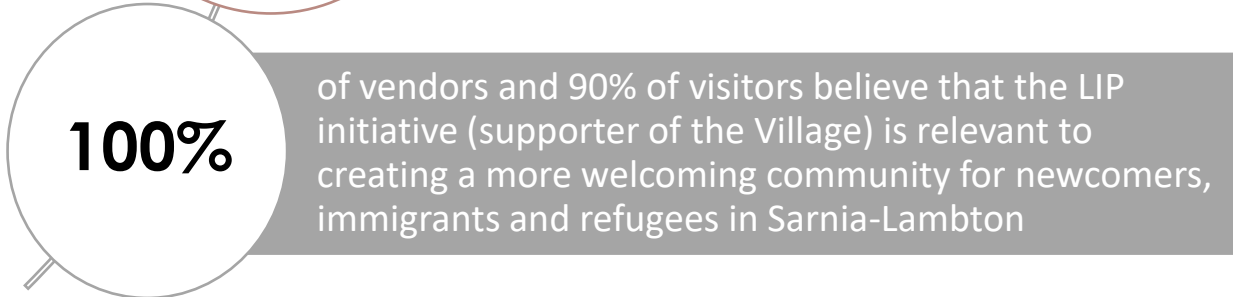 100%
of vendors and 90% of visitors believe that the LIP
initiative (supporter of the Village) is relevant to
creating a more welcoming community for newcomers,
immigrants and refugees in Sarnia-Lambton